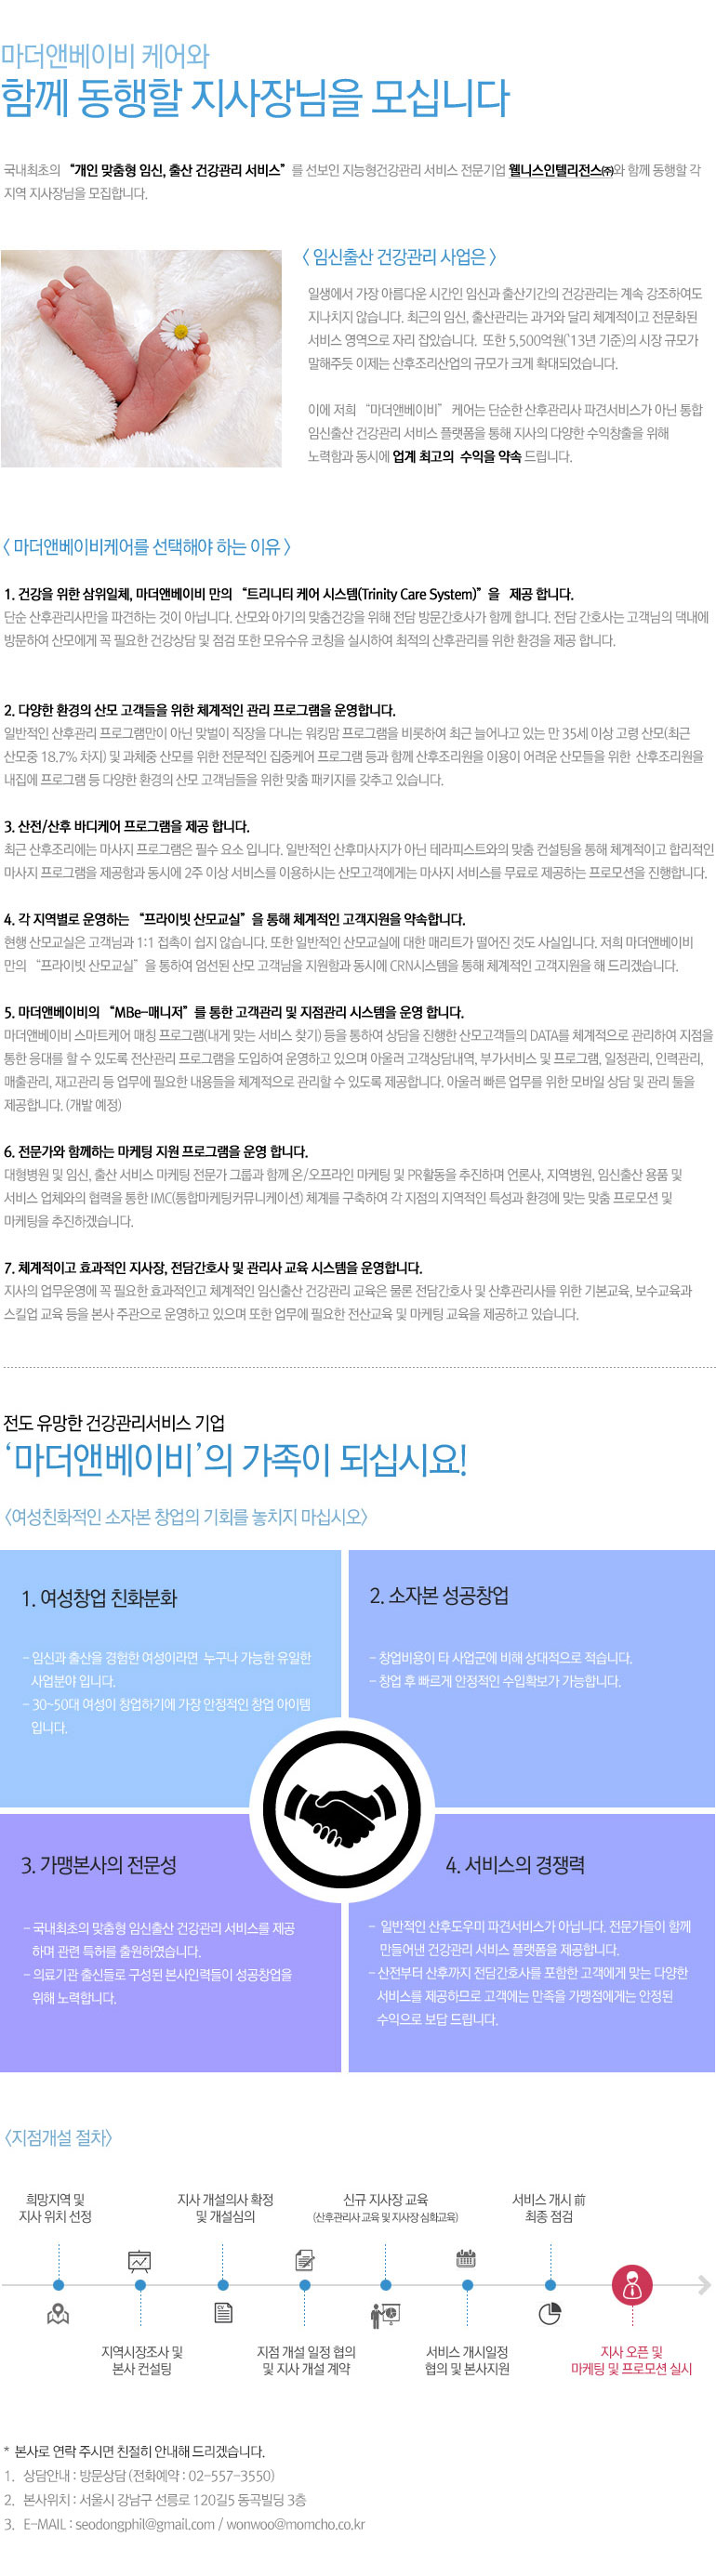 마더앤베이비 케어와
함께 동행할 지사장님을 모십니다
국내최초의 “개인 맞춤형 임신, 출산 건강관리 서비스” 를 선보인 지능형건강관리 서비스 전문기업 웰니스인텔리전스㈜와 함께 동행할 각
지역 지사장님을 모집합니다.
< 임신출산 건강관리 사업은 >
일생에서 가장 아름다운 시간인 임신과 출산기간의 건강관리는 계속 강조하여도
지나치지 않습니다. 최근의 임신, 출산관리는 과거와 달리 체계적이고 전문화된
서비스 영역으로 자리 잡았습니다. 또한 5,500억원(`13년 기준)의 시장 규모가
말해주듯 이제는 산후조리산업의 규모가 크게 확대되었습니다.
이에 저희 “마더앤베이비” 케어는 단순한 산후관리사 파견서비스가 아닌 통합
임신출산 건강관리 서비스 플랫폼을 통해 지사의 다양한 수익창출을 위해
노력함과 동시에 업계 최고의 수익을 약속 드립니다.
< 마더앤베이비케어를 선택해야 하는 이유 >
1. 건강을 위한 삼위일체, 마더앤베이비 만의 “트리니티 케어 시스템(Trinity Care System)” 을 제공 합니다.
단순 산후관리사만을 파견하는 것이 아닙니다. 산모와 아기의 맞춤건강을 위해 전담 방문간호사가 함께 합니다. 전담 간호사는 고객님의 댁내에
방문하여 산모에게 꼭 필요한 건강상담 및 점검 또한 모유수유 코칭을 실시하여 최적의 산후관리를 위한 환경을 제공 합니다.
2. 다양한 환경의 산모 고객들을 위한 체계적인 관리 프로그램을 운영합니다.
일반적인 산후관리 프로그램만이 아닌 맞벌이 직장을 다니는 워킹맘 프로그램을 비롯하여 최근 늘어나고 있는 만 35세 이상 고령 산모(최근
산모중 18.7% 차지) 및 과체중 산모를 위한 전문적인 집중케어 프로그램 등과 함께 산후조리원을 이용이 어려운 산모들을 위한 산후조리원을
내집에 프로그램 등 다양한 환경의 산모 고객님들을 위한 맞춤 패키지를 갖추고 있습니다.
3. 산전/산후 바디케어 프로그램을 제공 합니다.
최근 산후조리에는 마사지 프로그램은 필수 요소 입니다. 일반적인 산후마사지가 아닌 테라피스트와의 맞춤 컨설팅을 통해 체계적이고 합리적인
마사지 프로그램을 제공함과 동시에 2주 이상 서비스를 이용하시는 산모고객에게는 마사지 서비스를 무료로 제공하는 프로모션을 진행합니다.
4. 각 지역별로 운영하는 “프라이빗 산모교실” 을 통해 체계적인 고객지원을 약속합니다.
현행 산모교실은 고객님과 1:1 접촉이 쉽지 않습니다. 또한 일반적인 산모교실에 대한 매리트가 떨어진 것도 사실입니다. 저희 마더앤베이비
만의 “프라이빗 산모교실” 을 통하여 엄선된 산모 고객님을 지원함과 동시에 CRN시스템을 통해 체계적인 고객지원을 해 드리겠습니다.
5. 마더앤베이비의 “MBe-매니저” 를 통한 고객관리 및 지점관리 시스템을 운영 합니다.
마더앤베이비 스마트케어 매칭 프로그램(내게 맞는 서비스 찾기) 등을 통하여 상담을 진행한 산모고객들의 DATA를 체계적으로 관리하여 지점을
통한 응대를 할 수 있도록 전산관리 프로그램을 도입하여 운영하고 있으며 아울러 고객상담내역, 부가서비스 및 프로그램, 일정관리, 인력관리,
매출관리, 재고관리 등 업무에 필요한 내용들을 체계적으로 관리할 수 있도록 제공합니다. 아울러 빠른 업무를 위한 모바일 상담 및 관리 툴을
제공합니다. (개발 예정)
6. 전문가와 함께하는 마케팅 지원 프로그램을 운영 합니다.
대형병원 및 임신, 출산 서비스 마케팅 전문가 그룹과 함께 온/오프라인 마케팅 및 PR활동을 추진하며 언론사, 지역병원, 임신출산 용품 및
서비스 업체와의 협력을 통한 IMC(통합마케팅커뮤니케이션) 체계를 구축하여 각 지점의 지역적인 특성과 환경에 맞는 맞춤 프로모션 및
마케팅을 추진하겠습니다.
7. 체계적이고 효과적인 지사장, 전담간호사 및 관리사 교육 시스템을 운영합니다.
지사의 업무운영에 꼭 필요한 효과적인고 체계적인 임신출산 건강관리 교육은 물론 전담간호사 및 산후관리사를 위한 기본교육, 보수교육과
스킬업 교육 등을 본사 주관으로 운영하고 있으며 또한 업무에 필요한 전산교육 및 마케팅 교육을 제공하고 있습니다.
전도 유망한 건강관리서비스 기업
‘마더앤베이비’의 가족이 되십시요!
<여성친화적인 소자본 창업의 기회를 놓치지 마십시오>
1. 여성창업 친화분화
- 임신과 출산을 경험한 여성이라면 누구나 가능한 유일한
사업분야 입니다.
- 30~50대 여성이 창업하기에 가장 안정적인 창업 아이템
입니다.
2. 소자본 성공창업
- 창업비용이 타 사업군에 비해 상대적으로 적습니다.
- 창업 후 빠르게 안정적인 수입확보가 가능합니다.
3. 가맹본사의 전문성
- 국내최초의 맞춤형 임신출산 건강관리 서비스를 제공
하며 관련 특허를 출원하였습니다.
- 의료기관 출신들로 구성된 본사인력들이 성공창업을
위해 노력합니다.
4. 서비스의 경쟁력
- 일반적인 산후도우미 파견서비스가 아닙니다. 전문가들이 함께
만들어낸 건강관리 서비스 플랫폼을 제공합니다.
- 산전부터 산후까지 전담간호사를 포함한 고객에게 맞는 다양한
서비스를 제공하므로 고객에는 만족을 가맹점에게는 안정된
수익으로 보답 드립니다.
<지점개설 절차>
희망지역 및
지사 위치 선정
지사 개설의사 확정
및 개설심의
신규 지사장 교육
(산후관리사 교육 및 지사장 심화교육)
서비스 개시 前
최종 점검
CV
지역시장조사 및
본사 컨설팅
지점 개설 일정 협의
및 지사 개설 계약
서비스 개시일정
협의 및 본사지원
지사 오픈 및
마케팅 및 프로모션 실시
* 본사로 연락 주시면 친절히 안내해 드리겠습니다.
1. 상담안내 : 방문상담 (전화예약 : 02-557-3550)
2. 본사위치 : 서울시 강남구 선릉로 120길5 동곡빌딩 3층
3. E-MAIL : seodongphil@gmail.com / wonwoo@momcho.co.kr